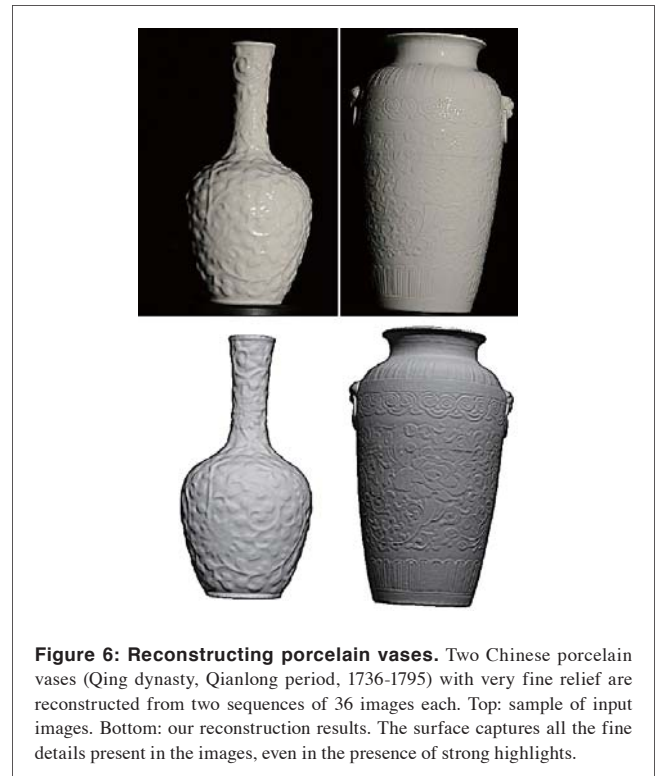 Figure 6: Reconstructing porcelain vases. Two Chinese porcelain
vases (Qing dynasty, Qianlong period, 1736-1795) with very fine relief are
reconstructed from two sequences of 36 images each. Top: sample of input
images. Bottom: our reconstruction results. The surface captures all the fine
details present in the images, even in the presence of strong highlights.